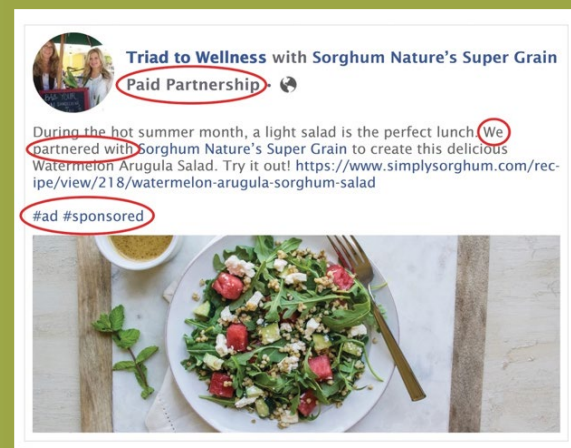 Triad to Wellness with Sorghum Nature's Super Grain
Paid Partnership ·
During the hot summer month, a light salad is the perfect lunch. We
partnered with Sorghum Nature's Super Grain to create this delicious
Watermelon Arugula Salad. Try it out! https://www.simplysorghum.com/rec-
ipe/view/218/watermelon-arugula-sorghum-salad
#ad #sponsored